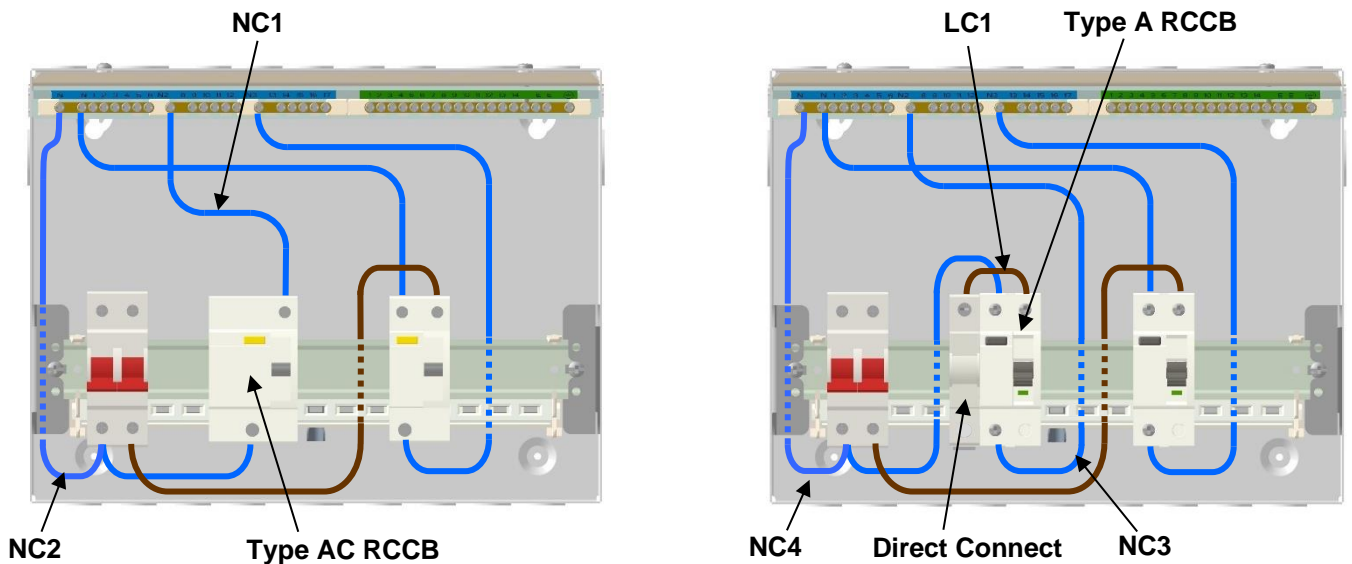 NC1
LC1
Type A RCCB
NC2
Type AC RCCB
NC4
Direct Connect
NC3